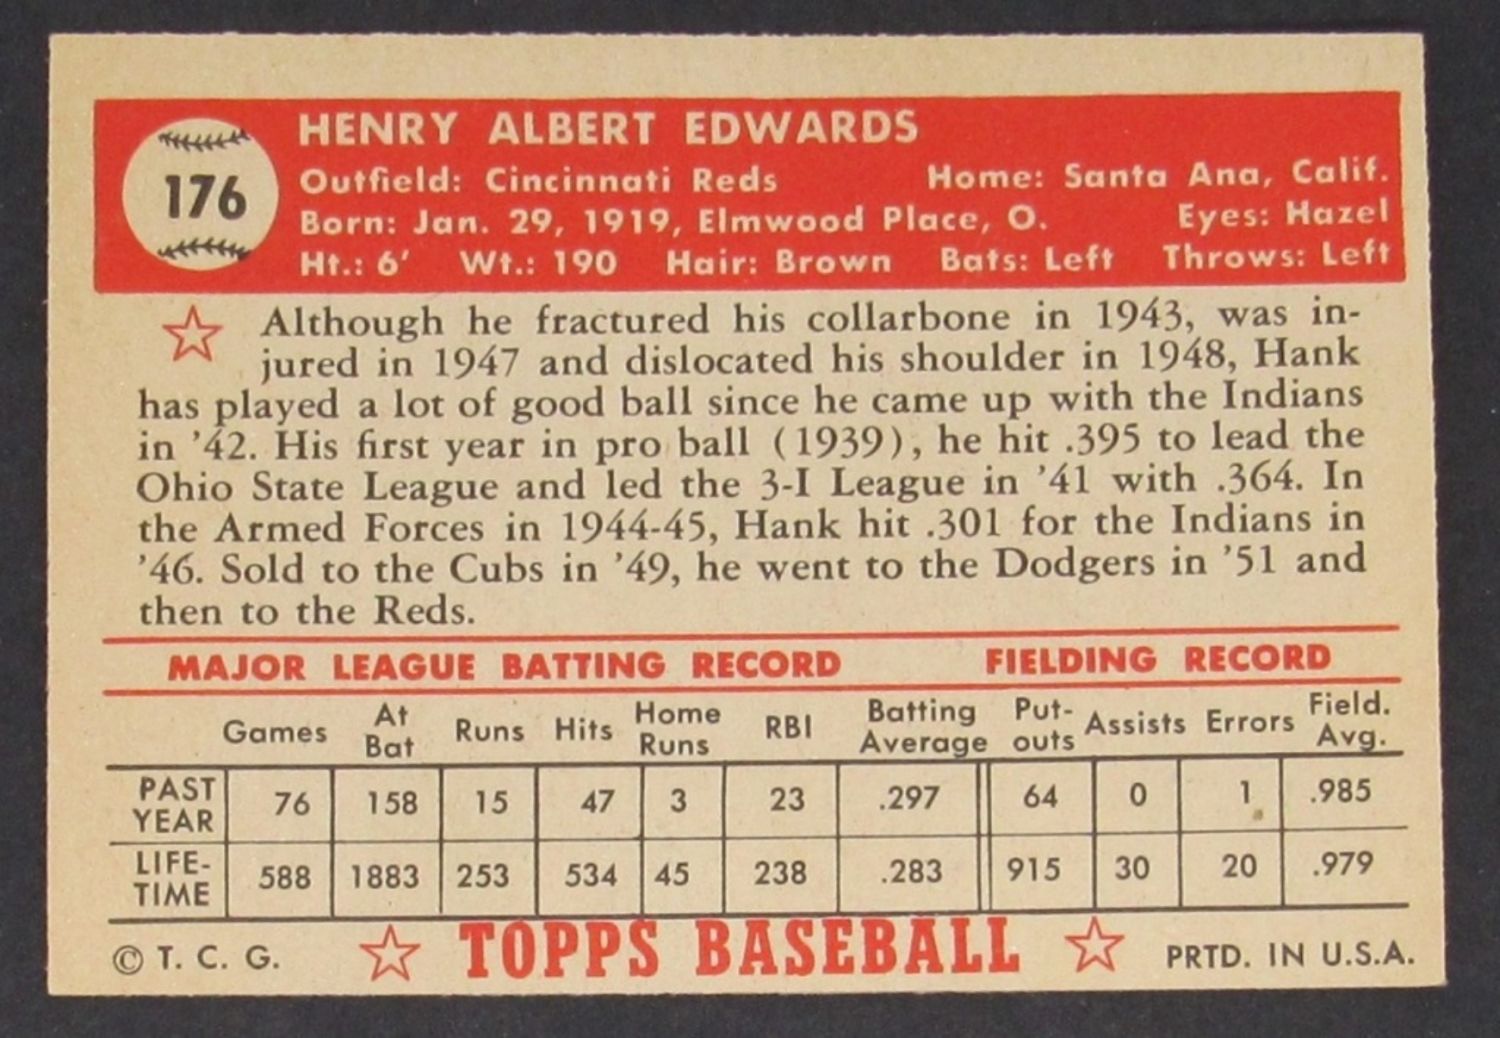 176
HENRY ALBERT EDWARDS
Outfield: Cincinnati Reds Home: Santa Ana, Calif.
Born: Jan. 29, 1919, Elmwood Place, O. Eyes: Hazel
Ht.: 6' Wt.: 190 Hair: Brown Bats: Left Throws: Left
Although he fractured his collarbone in 1943, was in-
jured in 1947 and dislocated his shoulder in 1948, Hank
has played a lot of good ball since he came up with the Indians
in '42. His first year in pro ball (1939), he hit .395 to lead the
Ohio State League and led the 3-I League in '41 with .364. In
the Armed Forces in 1944-45, Hank hit .301 for the Indians in
'46. Sold to the Cubs in '49, he went to the Dodgers in '51 and
then to the Reds.
MAJOR LEAGUE BATTING RECORD FIELDING RECORD
Games At Bat Runs Hits Home Runs RBI Batting Average Put-outs Assists Errors Field. Avg.
PAST YEAR 76 158 15 47 3 23 .297 64 0 1 .985
LIFE-TIME 588 1883 253 534 45 238 .283 915 30 20 .979
© T. C. G. TOPPS BASEBALL PRTD. IN U.S.A.